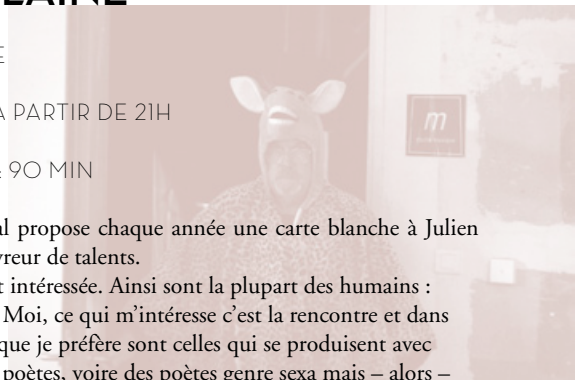 E
À PARTIR DE 21H
: 90 MIN
al propose chaque année une carte blanche à Julien
vreur de talents.
t intéressée. Ainsi sont la plupart des humains :
Moi, ce qui m’intéresse c’est la rencontre et dans
que je préfère sont celles qui se produisent avec
poètes, voire des poètes genre sexa mais – alors –
m